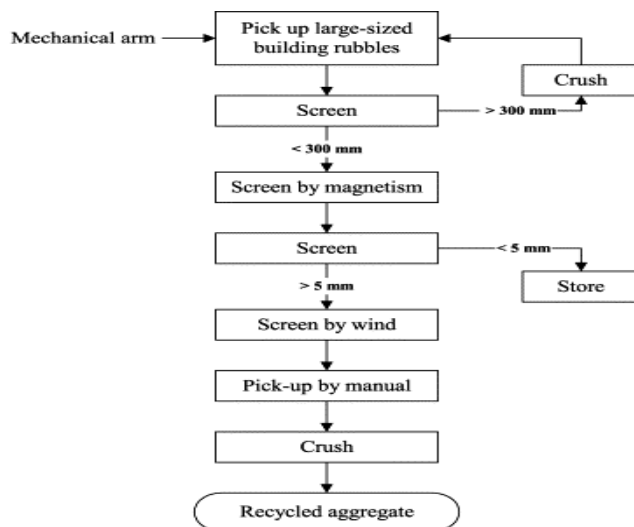 Mechanical arm
Pick up large-sized
building rubbles
Crush
Screen
> 300 mm
< 300 mm
Screen by magnetism
Screen
< 5 mm
> 5 mm
Store
Screen by wind
Pick-up by manual
Crush
Recycled aggregate